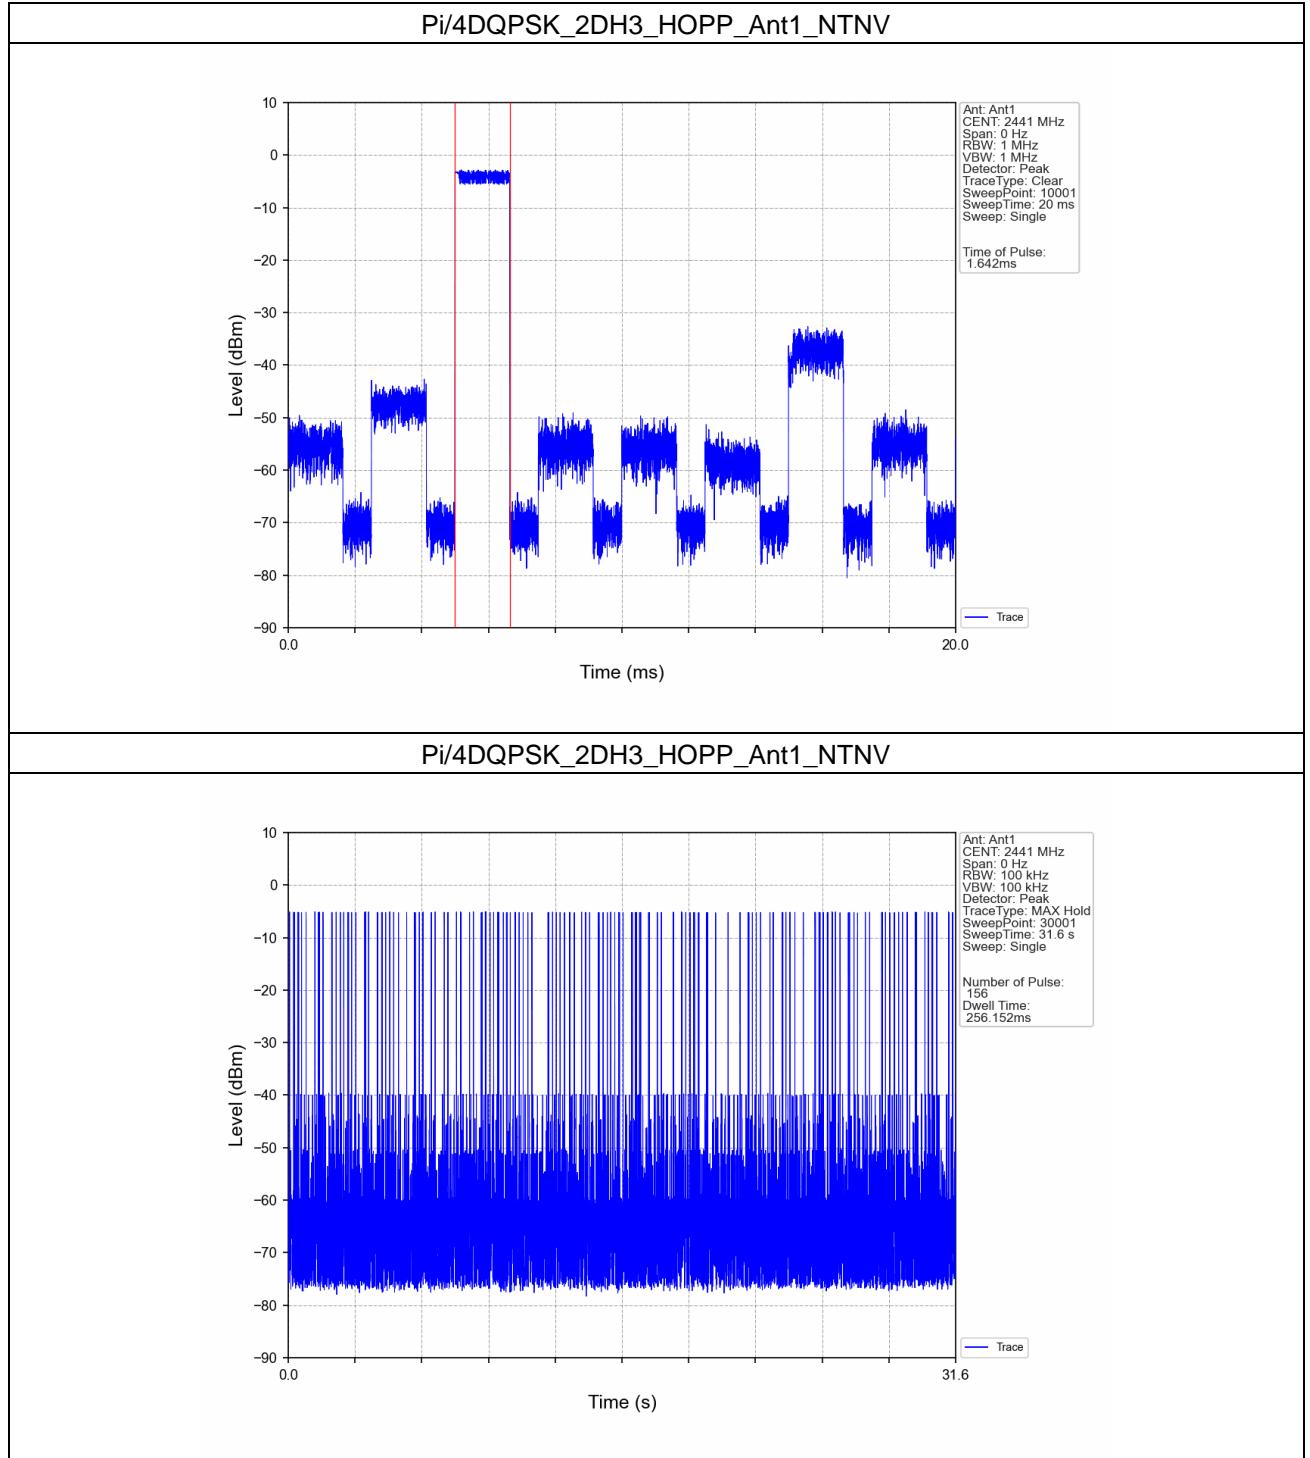 Pi/4DQPSK_2DH3_HOPP_Ant1_NTNV
10
0
−10
−20
−30
−40
−50
−60
−70
−80
−90
Level (dBm)
0.0
20.0
Time (ms)
Ant: Ant1
CENT: 2441 MHz
Span: 0 Hz
RBW: 1 MHz
VBW: 1 MHz
Detector: Peak
TraceType: Clear
SweepPoint: 10001
SweepTime: 20 ms
Sweep: Single
Time of Pulse:
1.642ms
Trace
Pi/4DQPSK_2DH3_HOPP_Ant1_NTNV
10
0
−10
−20
−30
−40
−50
−60
−70
−80
−90
Level (dBm)
0.0
31.6
Time (s)
Ant: Ant1
CENT: 2441 MHz
Span: 0 Hz
RBW: 100 kHz
VBW: 100 kHz
Detector: Peak
TraceType: MAX Hold
SweepPoint: 30001
SweepTime: 31.6 s
Sweep: Single
Number of Pulse:
156
Dwell Time:
256.152ms
Trace